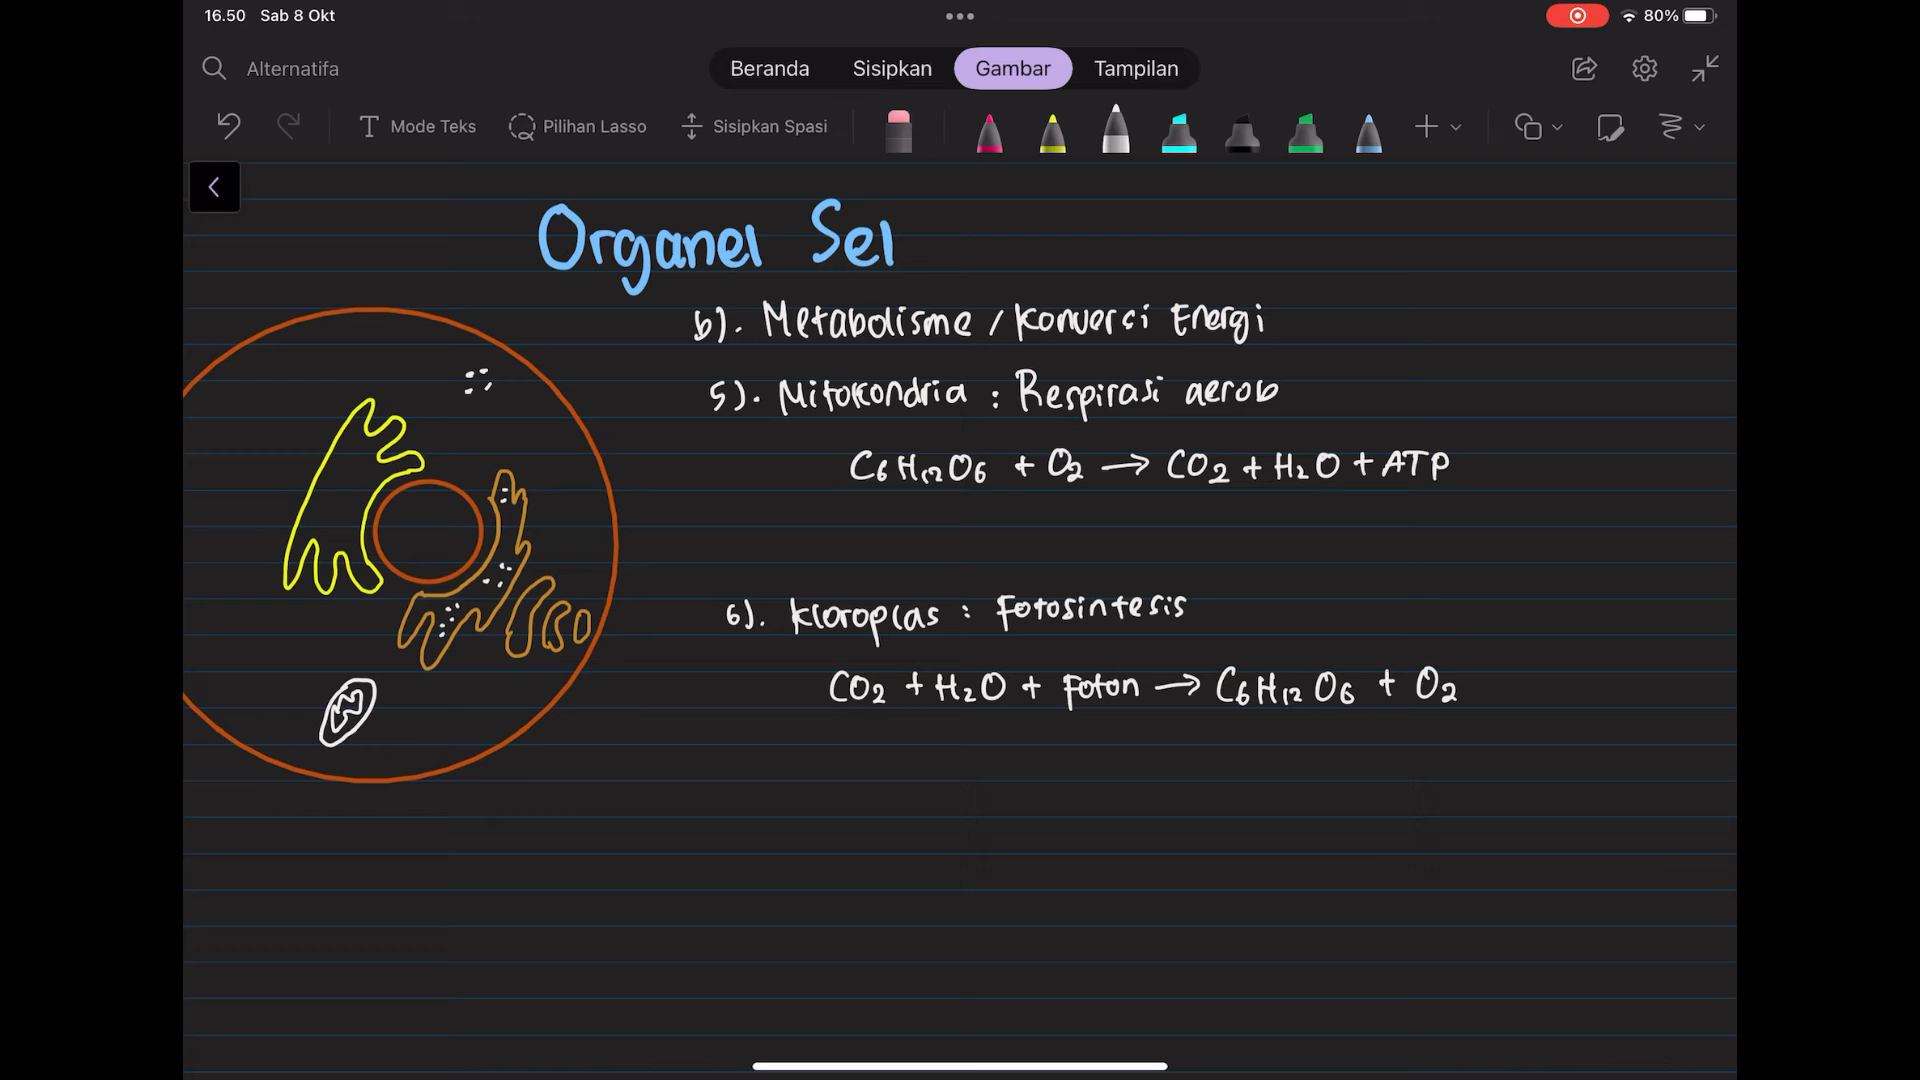 16.50 Sab 8 Okt 80%
Alternatifa Beranda Sisipkan Gambar Tampilan
Mode Teks Pilihan Lasso Sisipkan Spasi
Organel Sel
b). Metabolisme / Konversi Energi
5). Mitokondria : Respirasi aerob
C₆H₁₂O₆ + O₂ → CO₂ + H₂O + ATP
6). Kloroplas : Fotosintesis
CO₂ + H₂O + Foton → C₆H₁₂O₆ + O₂